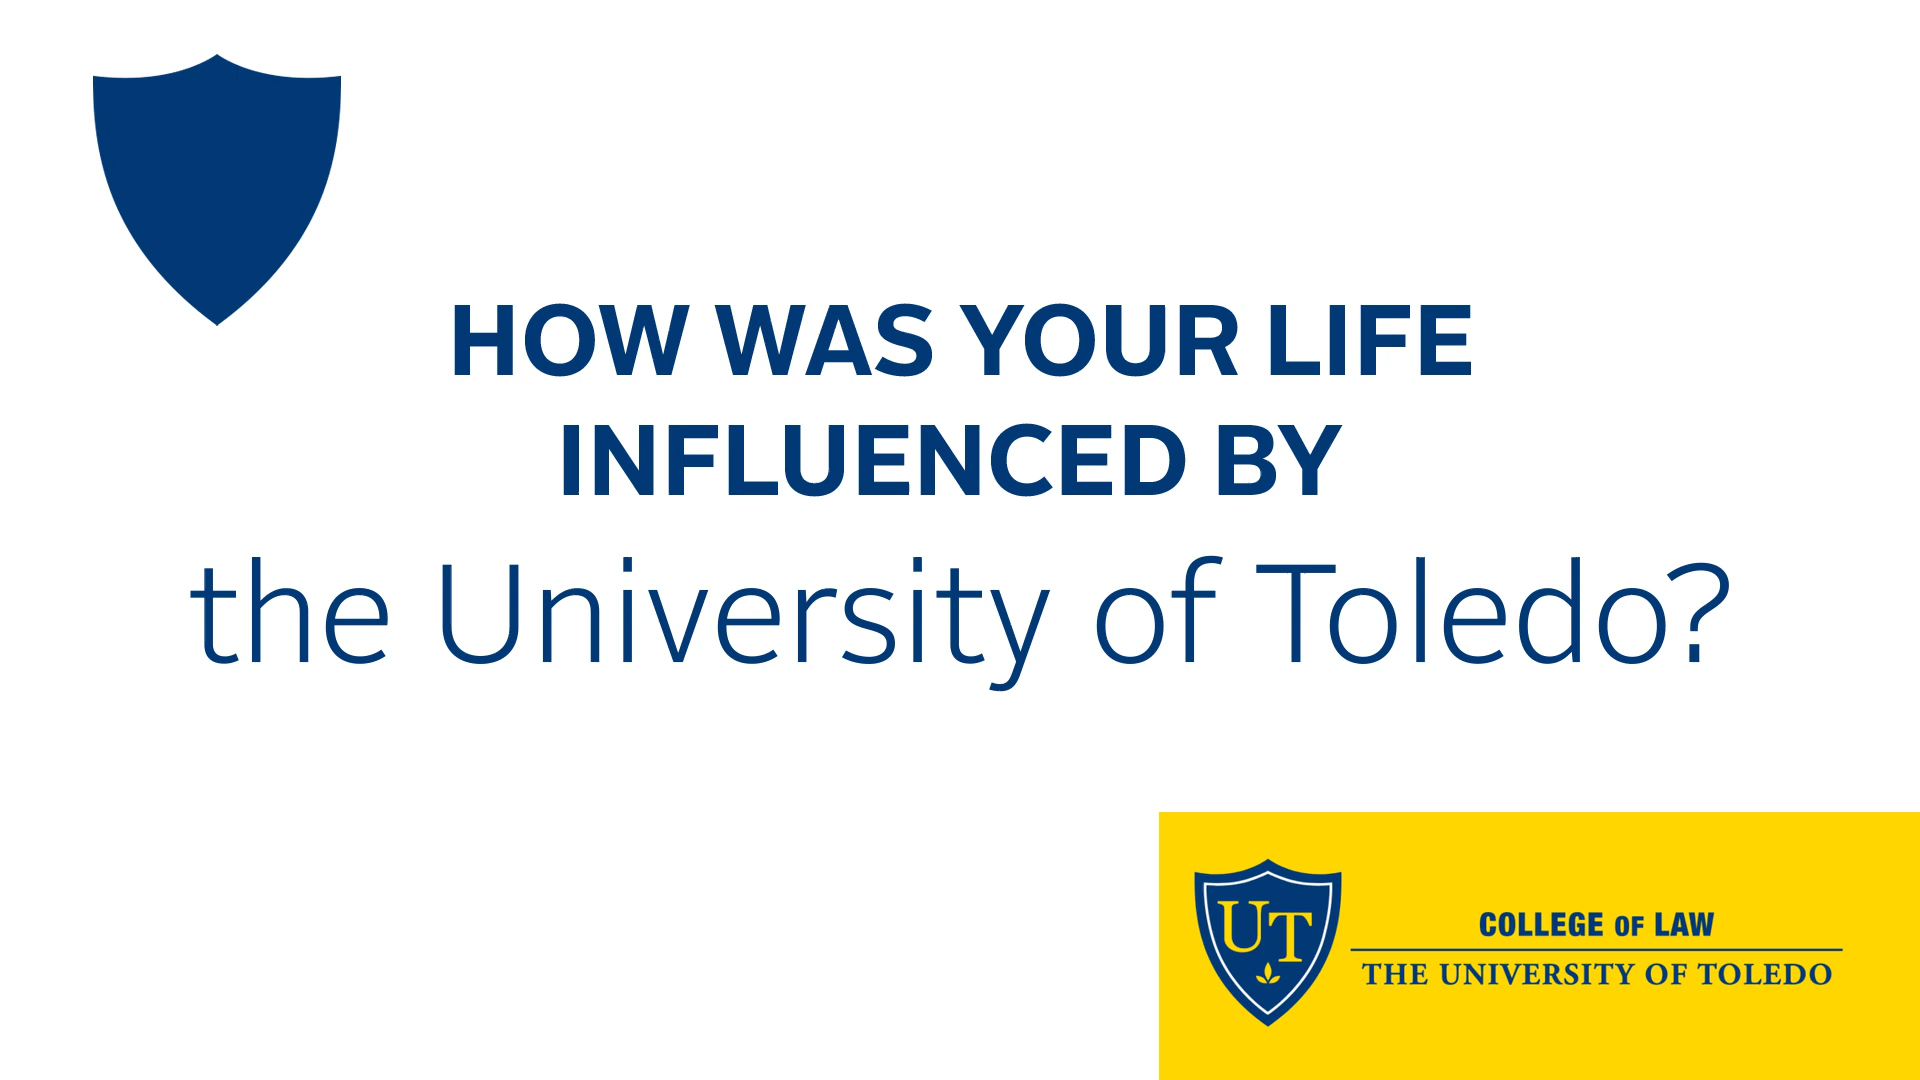 HOW WAS YOUR LIFE
INFLUENCED BY
the University of Toledo?
UT
COLLEGE OF LAW
THE UNIVERSITY OF TOLEDO